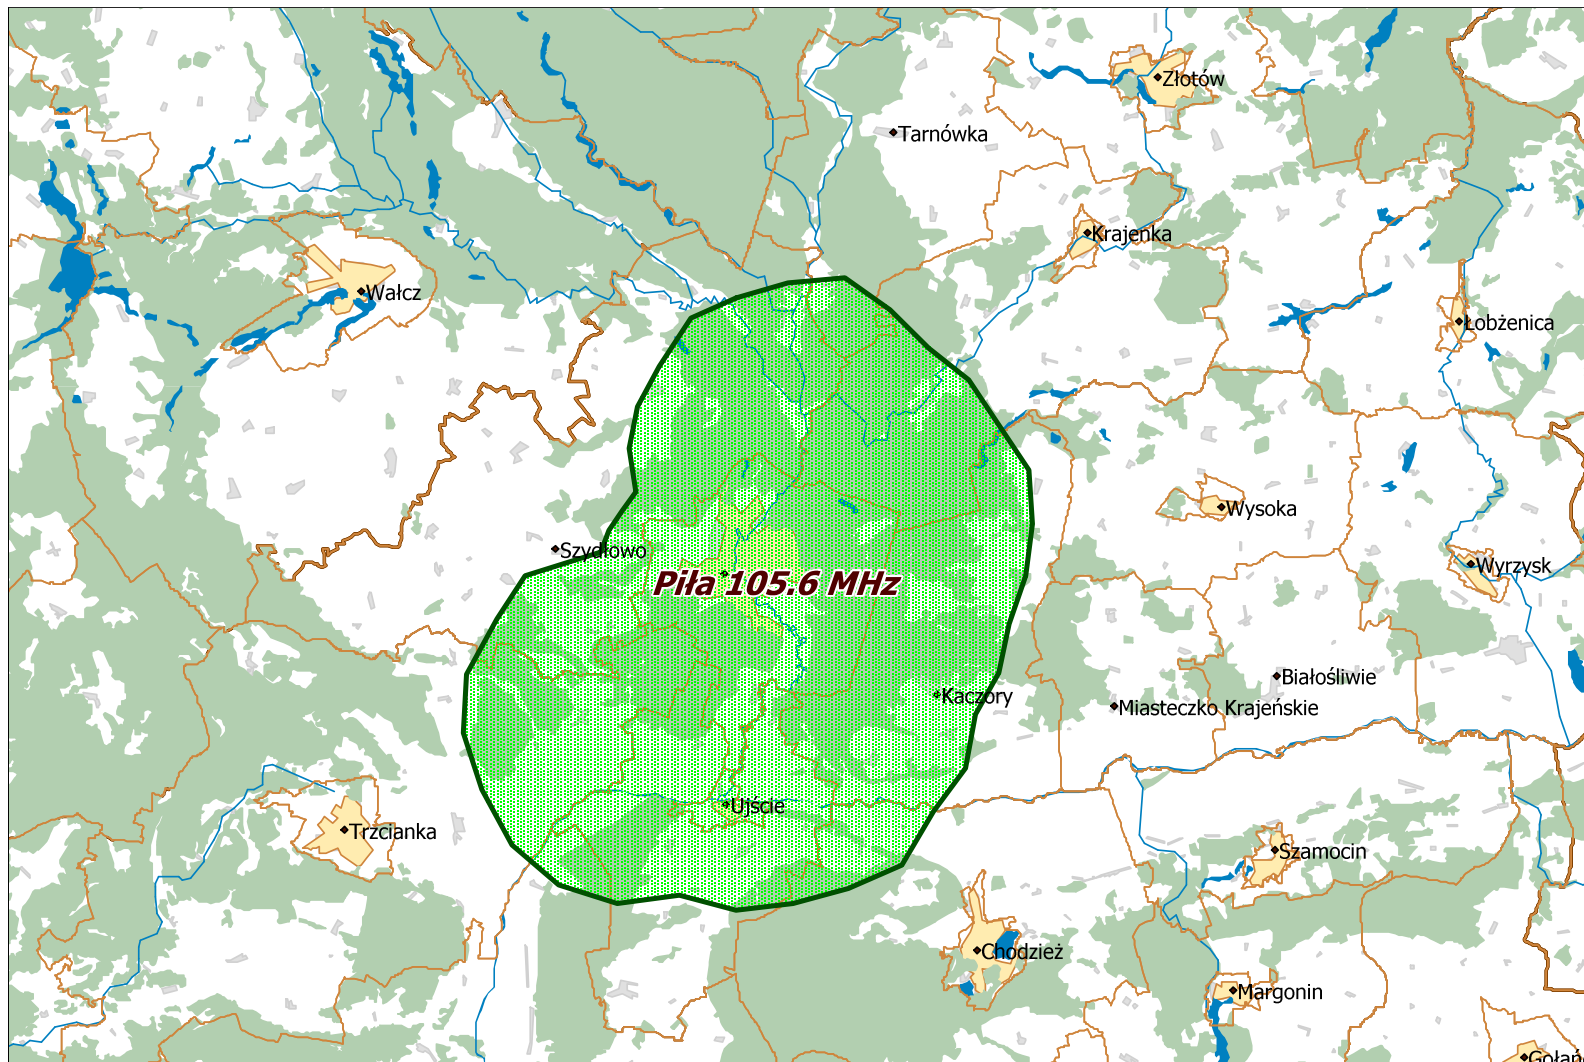 Złotów
Tarnówka
Krajenka
Wałcz
Łobżenica
Wysoka
Szydłowo
Wyrzysk
Piła 105.6 MHz
Białośliwie
Kaczory
Miasteczko Krajeńskie
Ujście
Trzcianka
Szamocin
Chodzież
Margonin
Gołań